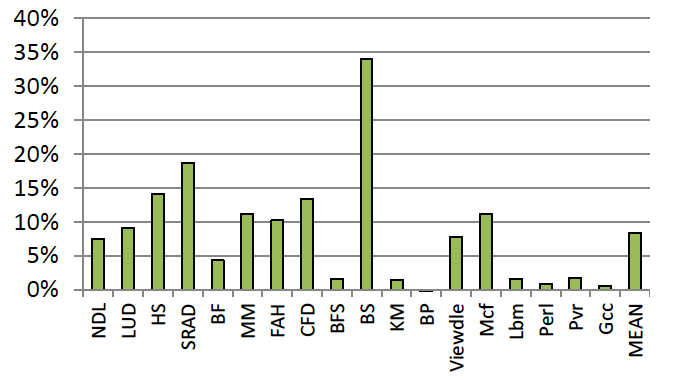 40%
35%
30%
25%
20%
15%
10%
5%
0%
NDL
LUD
HS
SRAD
BF
MM
FAH
CFD
BFS
BS
KM
BP
Viewdle
Mcf
Lbm
Perl
Pvr
Gcc
MEAN